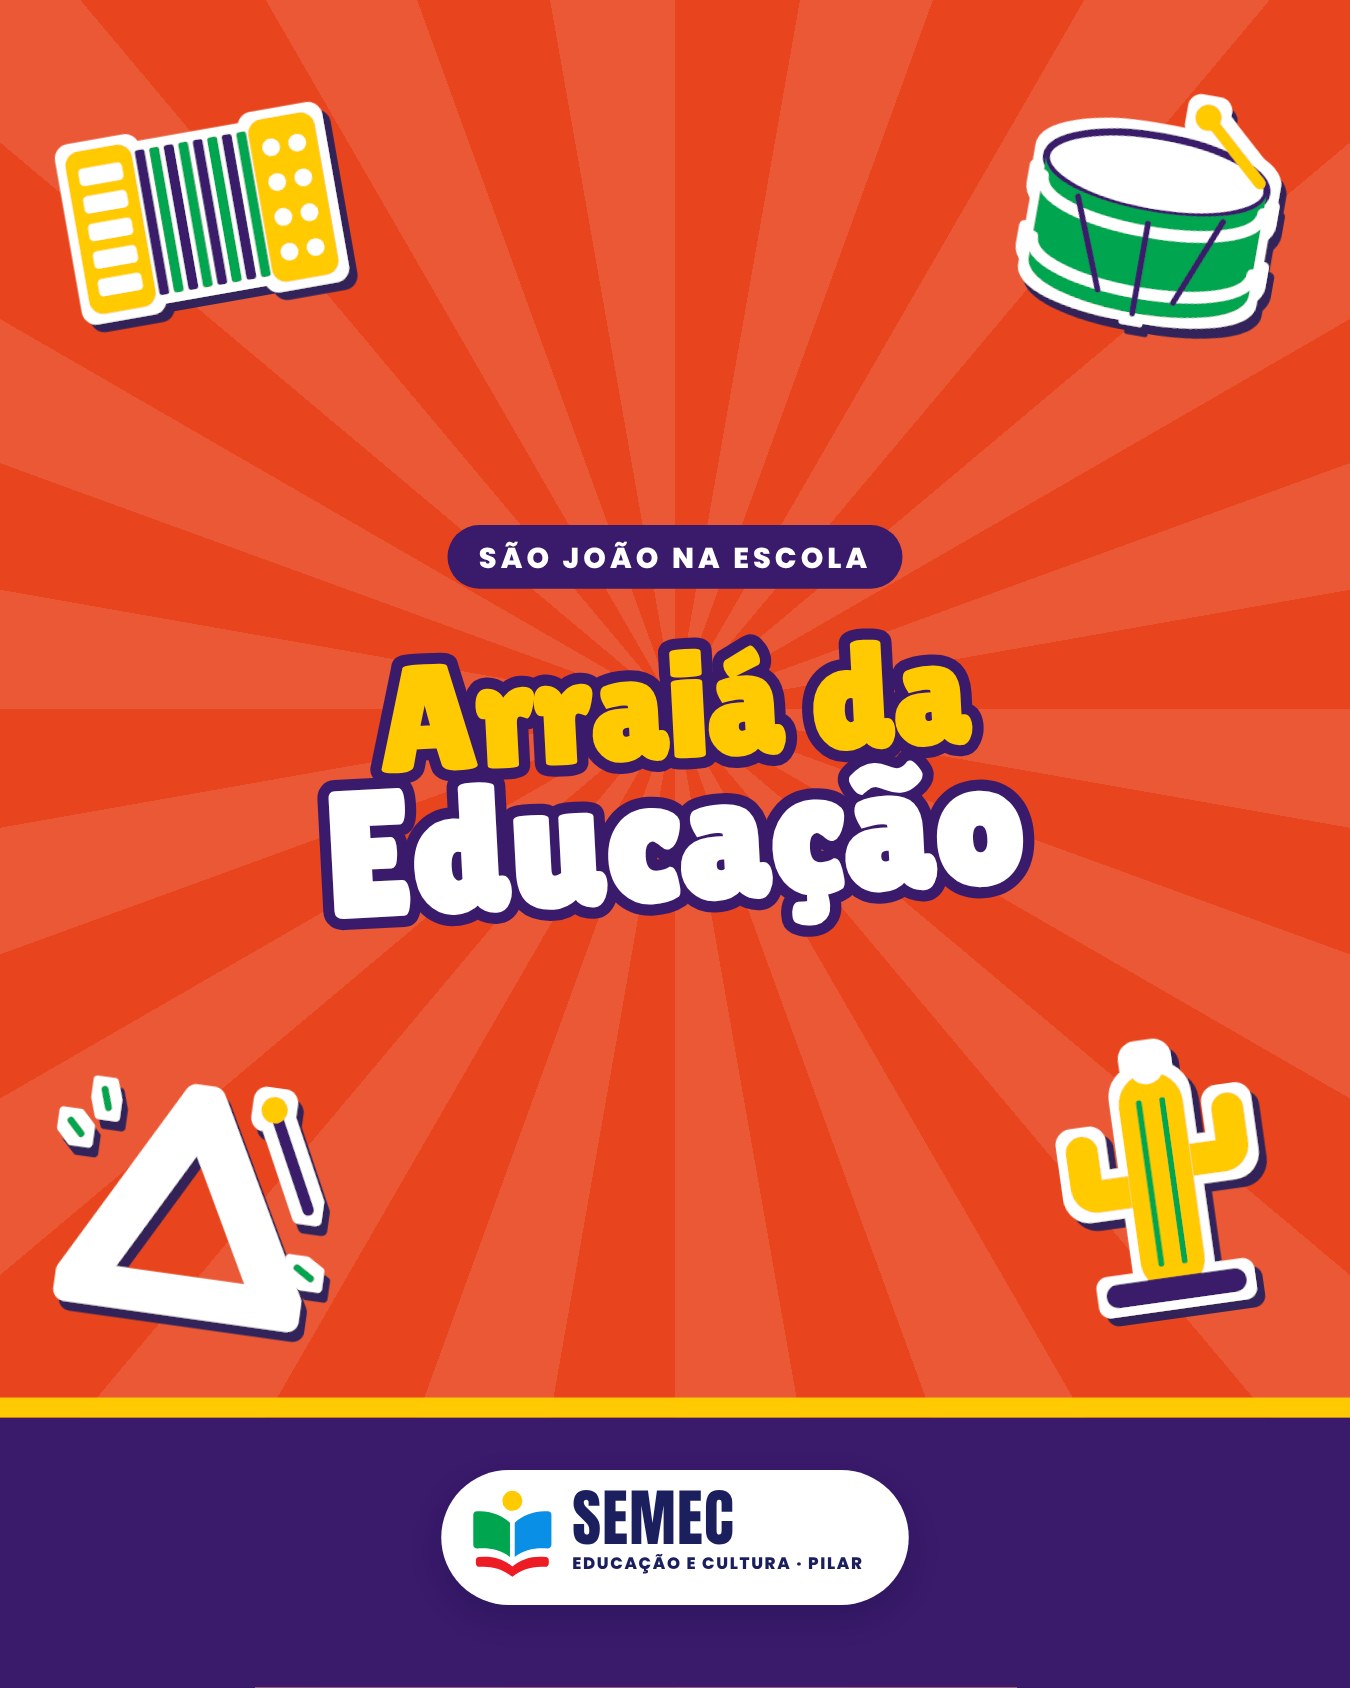 SÃO JOÃO NA ESCOLA
Arraiá da
Educação
SEMEC
EDUCAÇÃO E CULTURA · PILAR